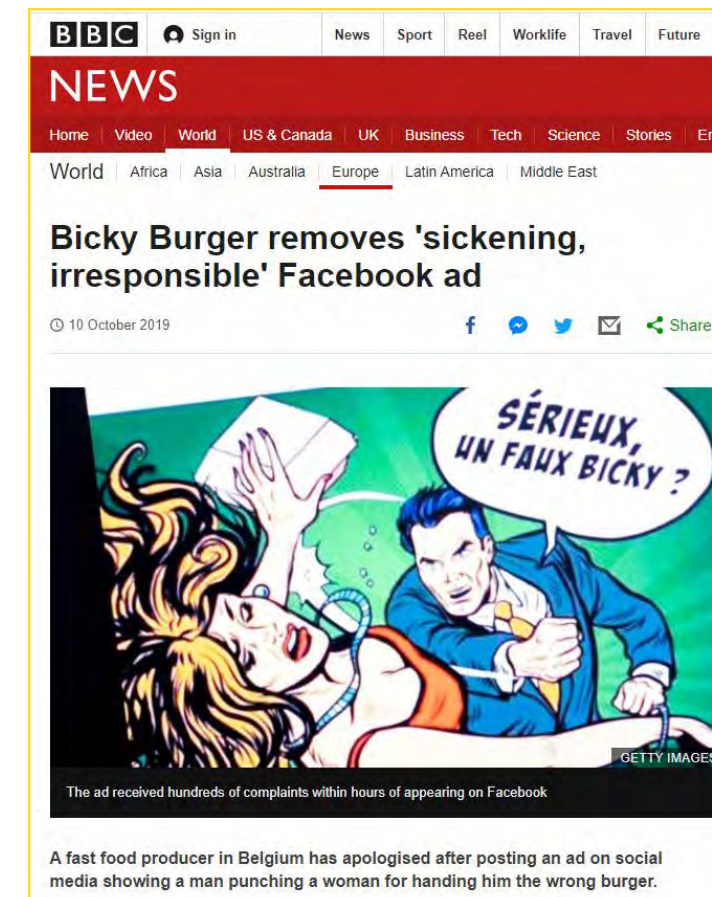 BBC Sign in News Sport Reel Worklife Travel Future
NEWS
Home Video World US & Canada UK Business Tech Science Stories
World Africa Asia Australia Europe Latin America Middle East
Bicky Burger removes 'sickening,
irresponsible' Facebook ad
10 October 2019 Share
SÉRIEUX,
UN FAUX BICKY ?
GETTY IMAGES
The ad received hundreds of complaints within hours of appearing on Facebook
A fast food producer in Belgium has apologised after posting an ad on social
media showing a man punching a woman for handing him the wrong burger.